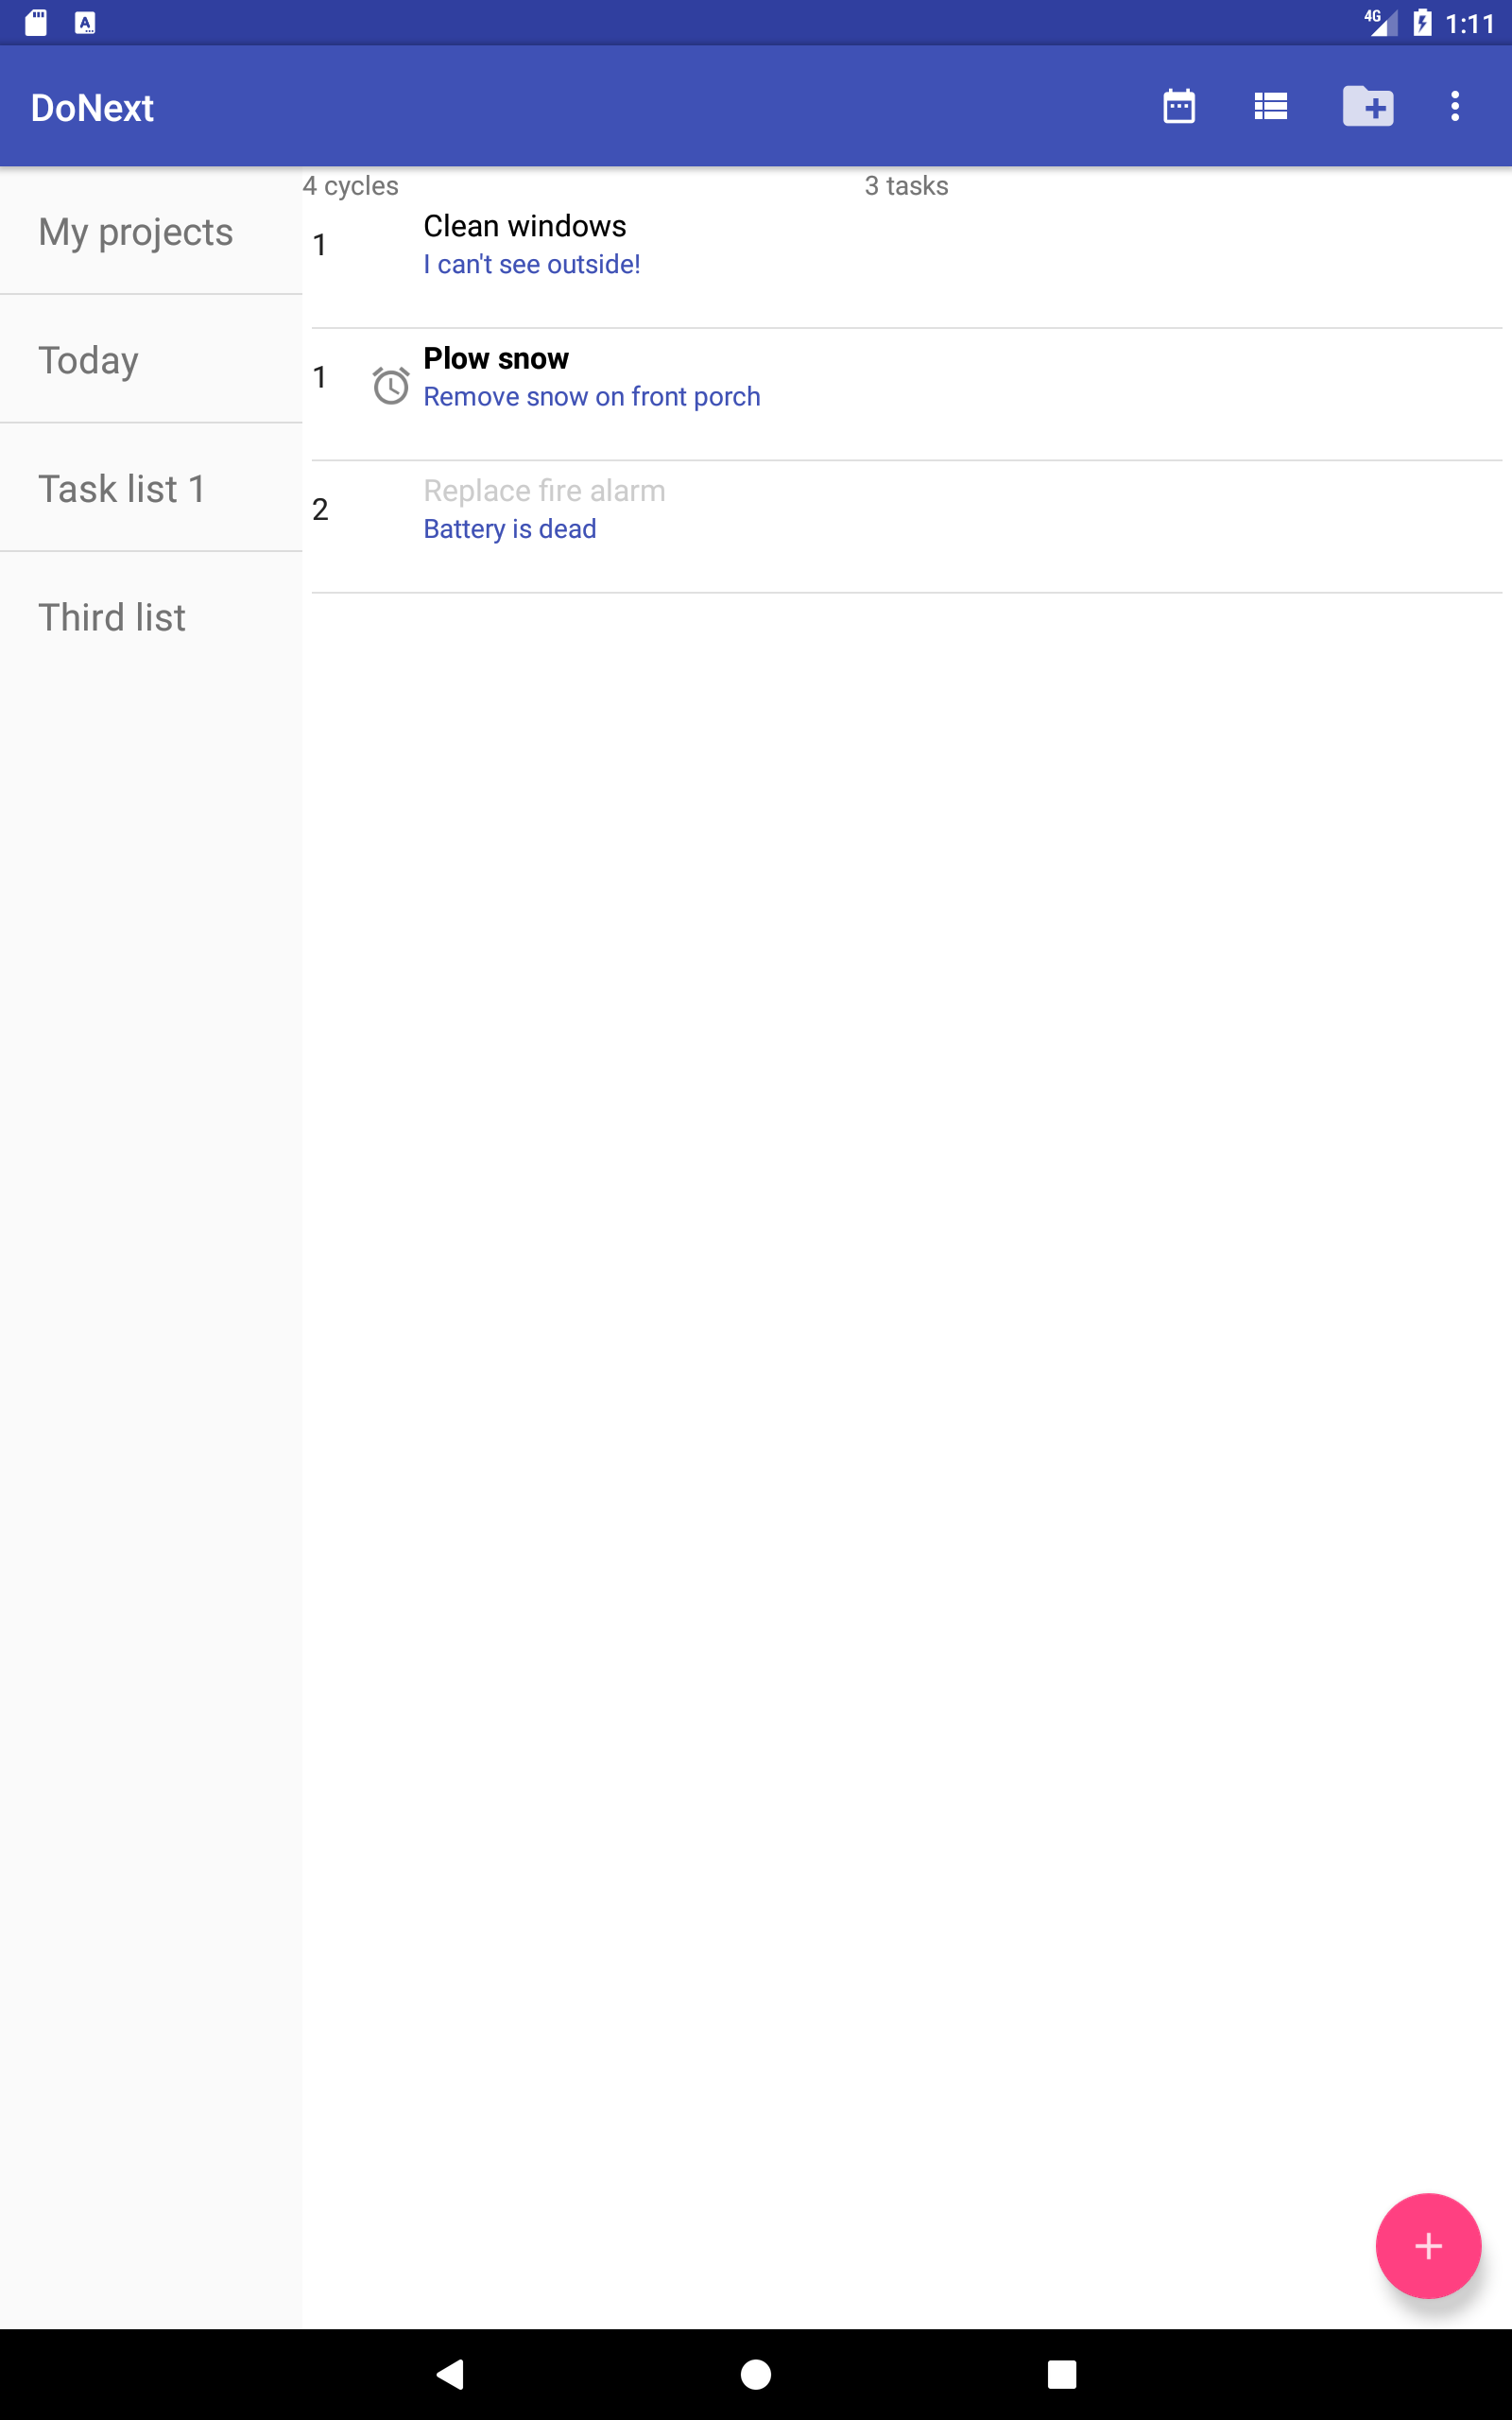 4G 1:11
DoNext
My projects
Today
Task list 1
Third list
4 cycles 3 tasks
1 Clean windows
I can't see outside!
1 Plow snow
Remove snow on front porch
2 Replace fire alarm
Battery is dead